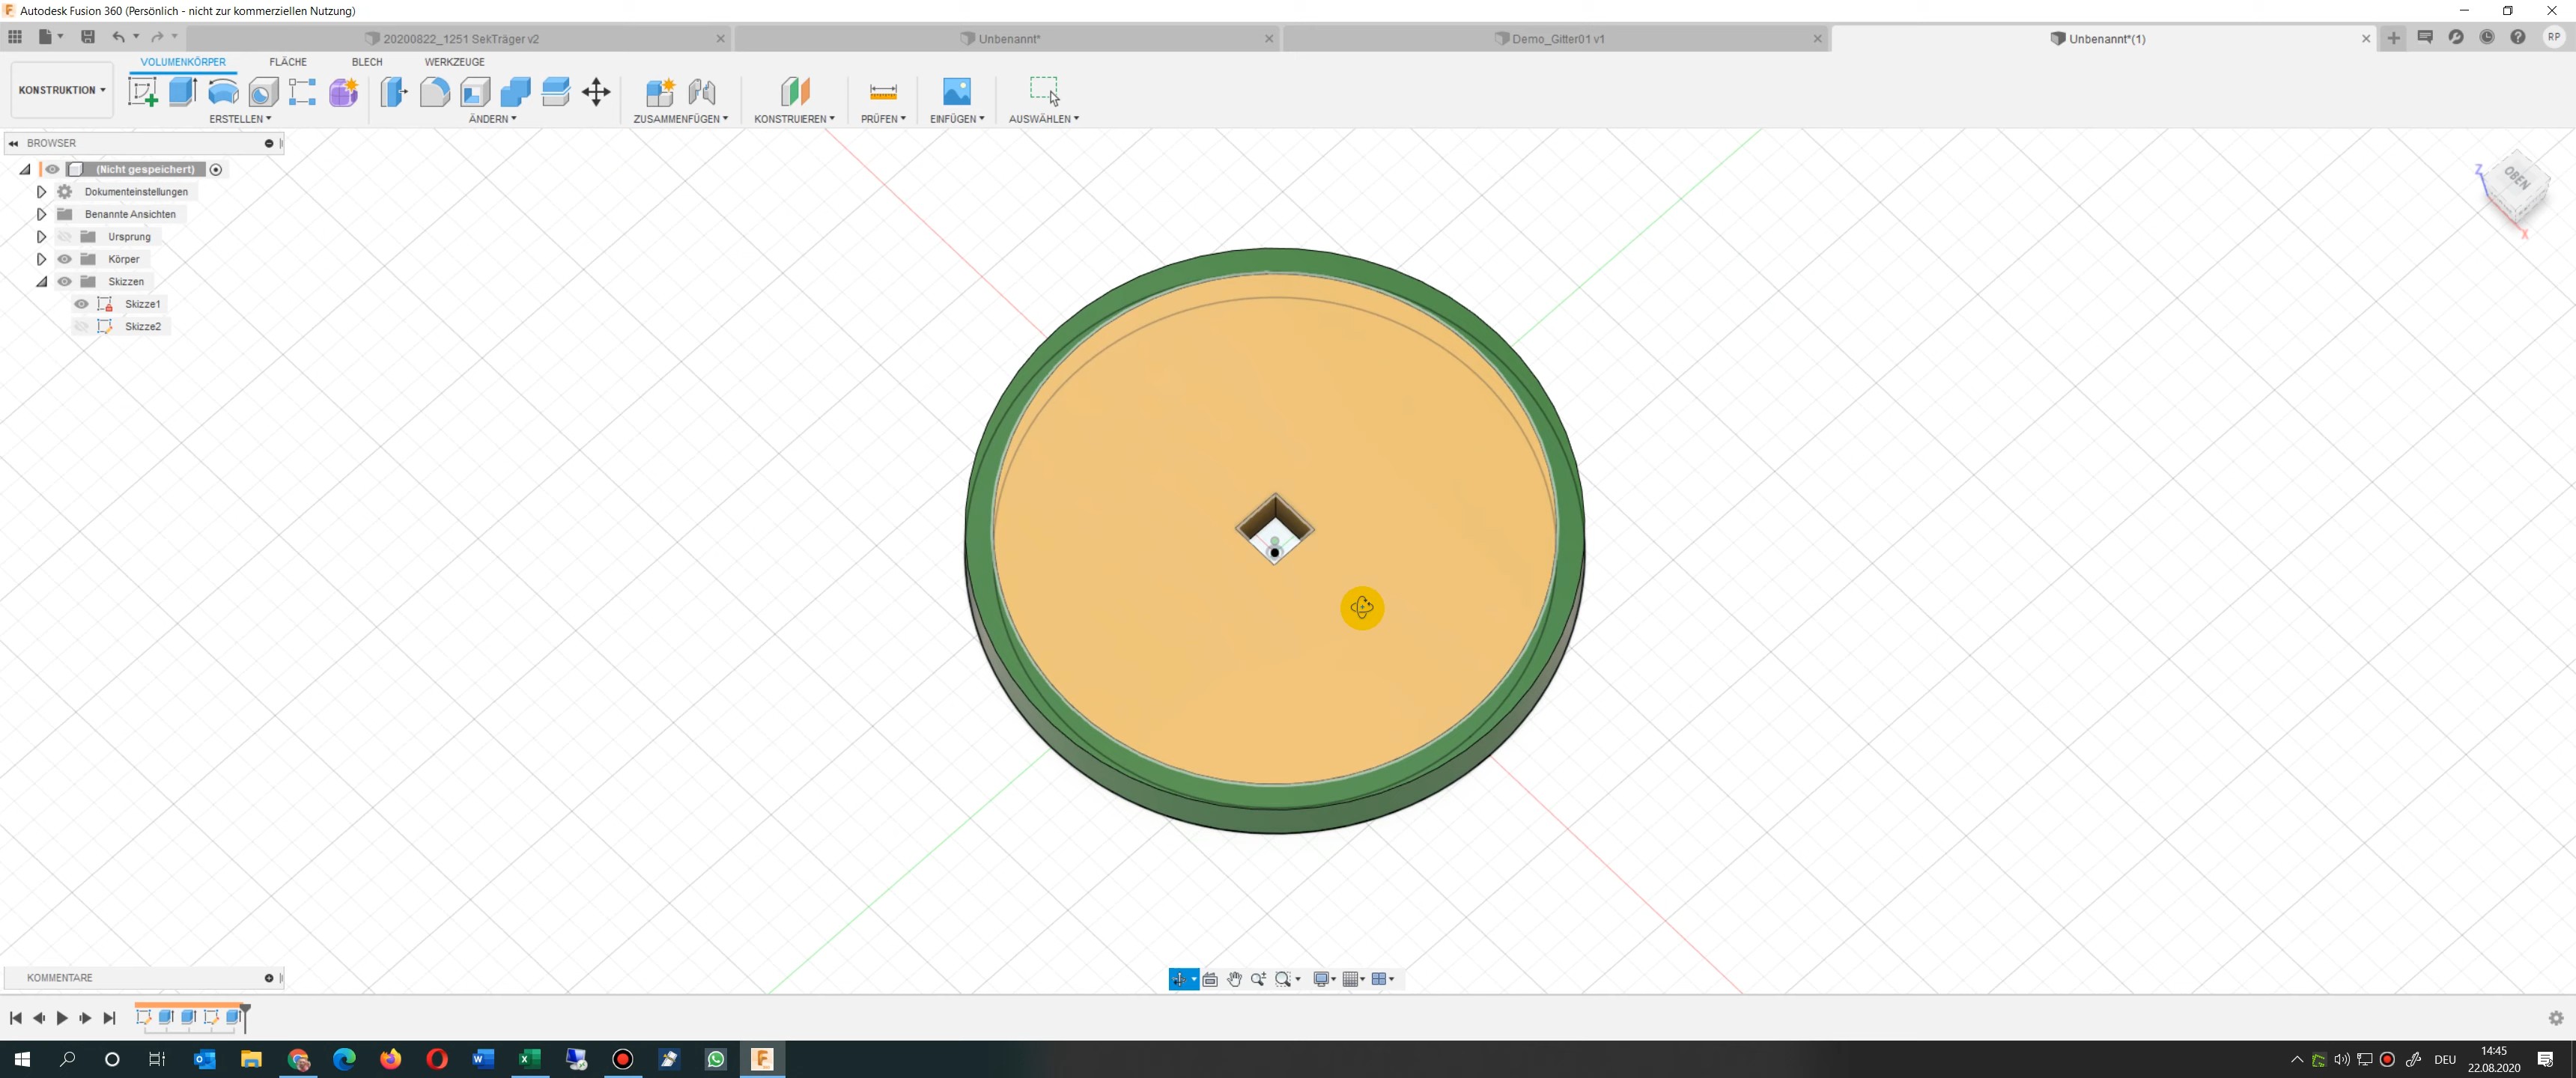 Autodesk Fusion 360 (Persönlich - nicht zur kommerziellen Nutzung)
20200822_1251 SekTräger v2
Unbenannt*
Demo_Gitter01 v1
Unbenannt*(1)
RP
VOLUMENKÖRPER FLÄCHE BLECH WERKZEUGE
KONSTRUKTION
ERSTELLEN ÄNDERN ZUSAMMENFÜGEN KONSTRUIEREN PRÜFEN EINFÜGEN AUSWÄHLEN
BROWSER
(Nicht gespeichert)
Dokumenteinstellungen
Benannte Ansichten
Ursprung
Körper
Skizzen
Skizze1
Skizze2
Z
OBEN
X
KOMMENTARE
DEU
14:45
22.08.2020